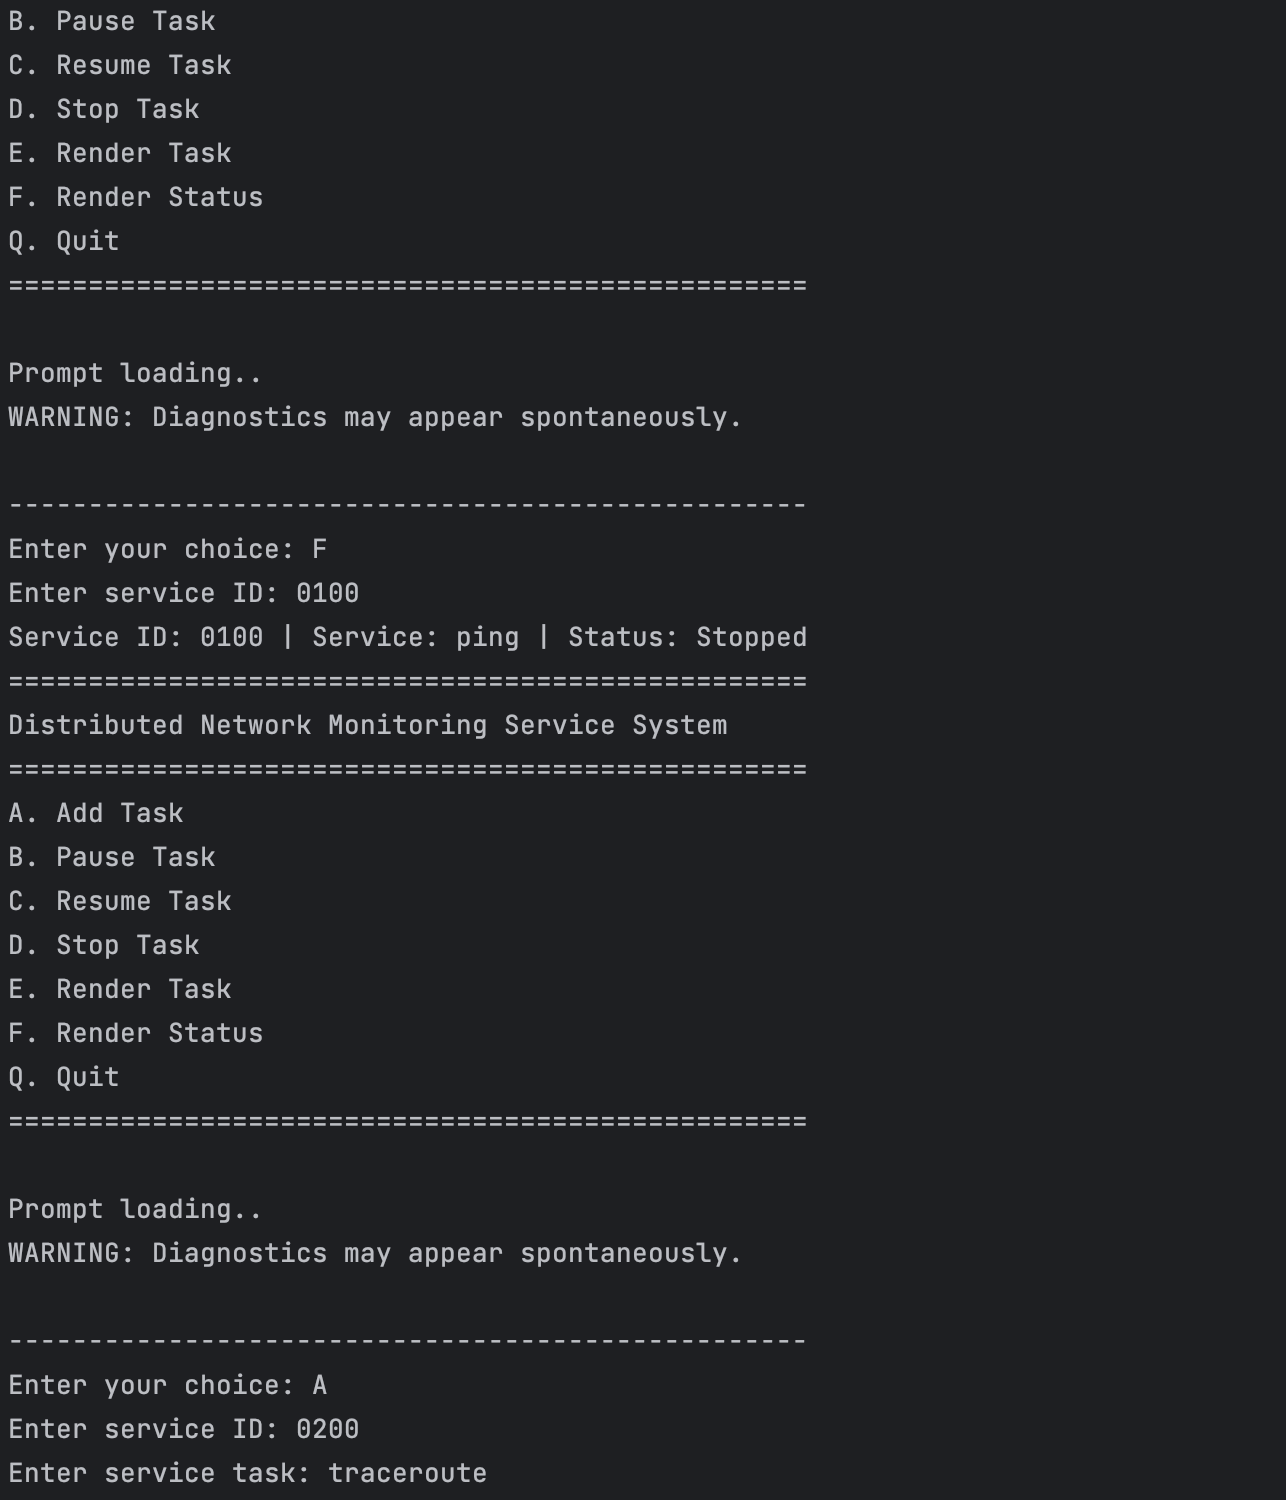 B. Pause Task
C. Resume Task
D. Stop Task
E. Render Task
F. Render Status
Q. Quit
==================================================

Prompt loading..
WARNING: Diagnostics may appear spontaneously.

--------------------------------------------------
Enter your choice: F
Enter service ID: 0100
Service ID: 0100 | Service: ping | Status: Stopped
==================================================
Distributed Network Monitoring Service System
==================================================
A. Add Task
B. Pause Task
C. Resume Task
D. Stop Task
E. Render Task
F. Render Status
Q. Quit
==================================================

Prompt loading..
WARNING: Diagnostics may appear spontaneously.

--------------------------------------------------
Enter your choice: A
Enter service ID: 0200
Enter service task: traceroute